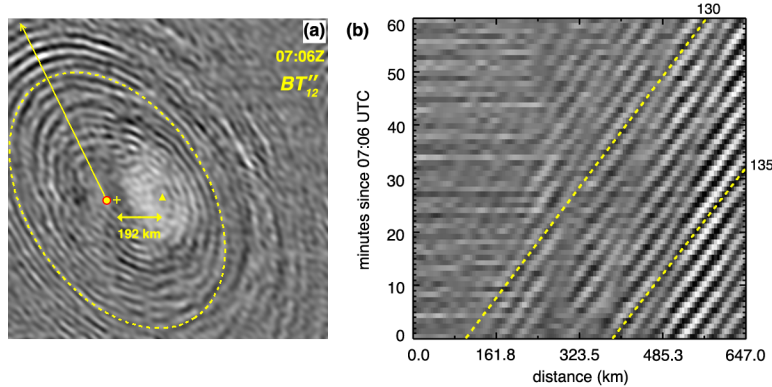 (a)
07:06Z
BT″12
+
192 km
(b)
130
135
minutes since 07:06 UTC
60
50
40
30
20
10
0
0.0 161.8 323.5 485.3 647.0
distance (km)